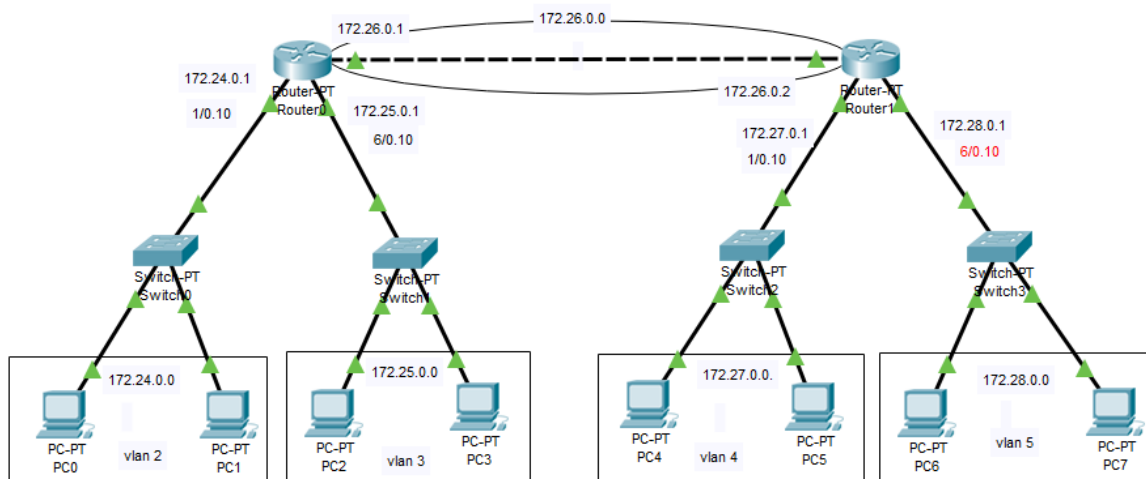 172.26.0.0
172.26.0.1
172.24.0.1
1/0.10
Router-PT
Router0
172.25.0.1
6/0.10
172.26.0.2
Router-PT
Router1
172.27.0.1
1/0.10
172.28.0.1
6/0.10
Switch-PT
Switch0
Switch-PT
Switch1
Switch-PT
Switch2
Switch-PT
Switch3
172.24.0.0
172.25.0.0
172.27.0.0.
172.28.0.0
PC-PT
PC0
vlan 2
PC-PT
PC1
PC-PT
PC2
vlan 3
PC-PT
PC3
PC-PT
PC4
vlan 4
PC-PT
PC5
PC-PT
PC6
vlan 5
PC-PT
PC7